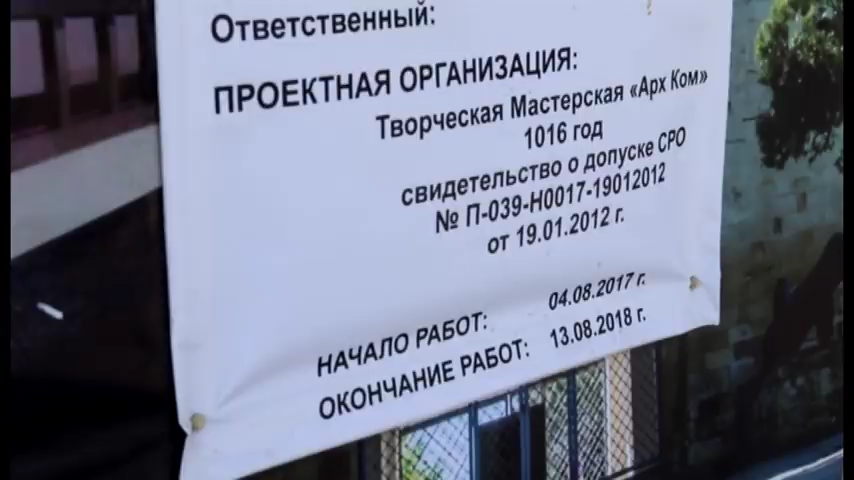 Ответственный:
ПРОЕКТНАЯ ОРГАНИЗАЦИЯ:
Творческая Мастерская «Арх Ком»
1016 год
свидетельство о допуске СРО
№ П-039-Н0017-19012012
от 19.01.2012 г.
НАЧАЛО РАБОТ: 04.08.2017 г.
ОКОНЧАНИЕ РАБОТ: 13.08.2018 г.